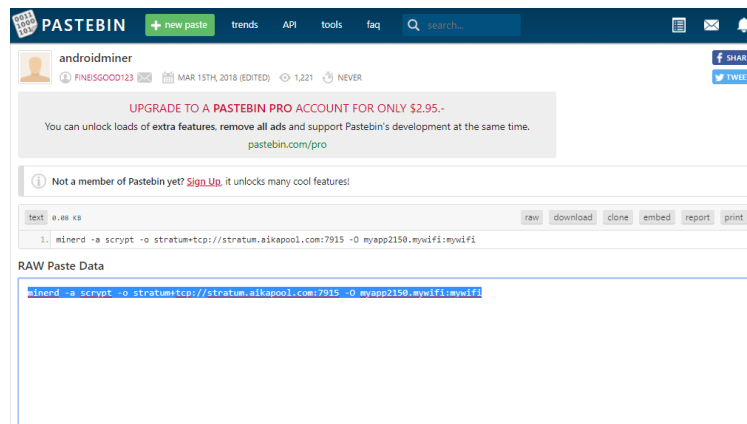 PASTEBIN + new paste trends API tools faq search...
androidminer
FINEISGOOD123 MAR 15TH, 2018 (EDITED) 1,221 NEVER
f SHAR
TWEE
UPGRADE TO A PASTEBIN PRO ACCOUNT FOR ONLY $2.95.-
You can unlock loads of extra features, remove all ads and support Pastebin's development at the same time.
pastebin.com/pro
Not a member of Pastebin yet? Sign Up, it unlocks many cool features!
text 0.08 KB raw download clone embed report print
1. minerd -a scrypt -o stratum+tcp://stratum.aikapool.com:7915 -O myapp2150.mywifi:mywifi
RAW Paste Data
minerd -a scrypt -o stratum+tcp://stratum.aikapool.com:7915 -O myapp2150.mywifi:mywifi